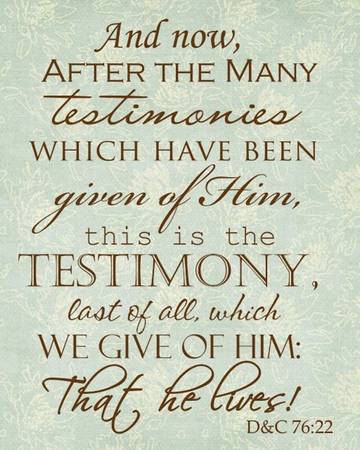 And now,
AFTER THE MANY
testimonies
WHICH HAVE BEEN
given of Him,
this is the
TESTIMONY,
last of all, which
WE GIVE OF HIM:
That he lives!
D&C 76:22